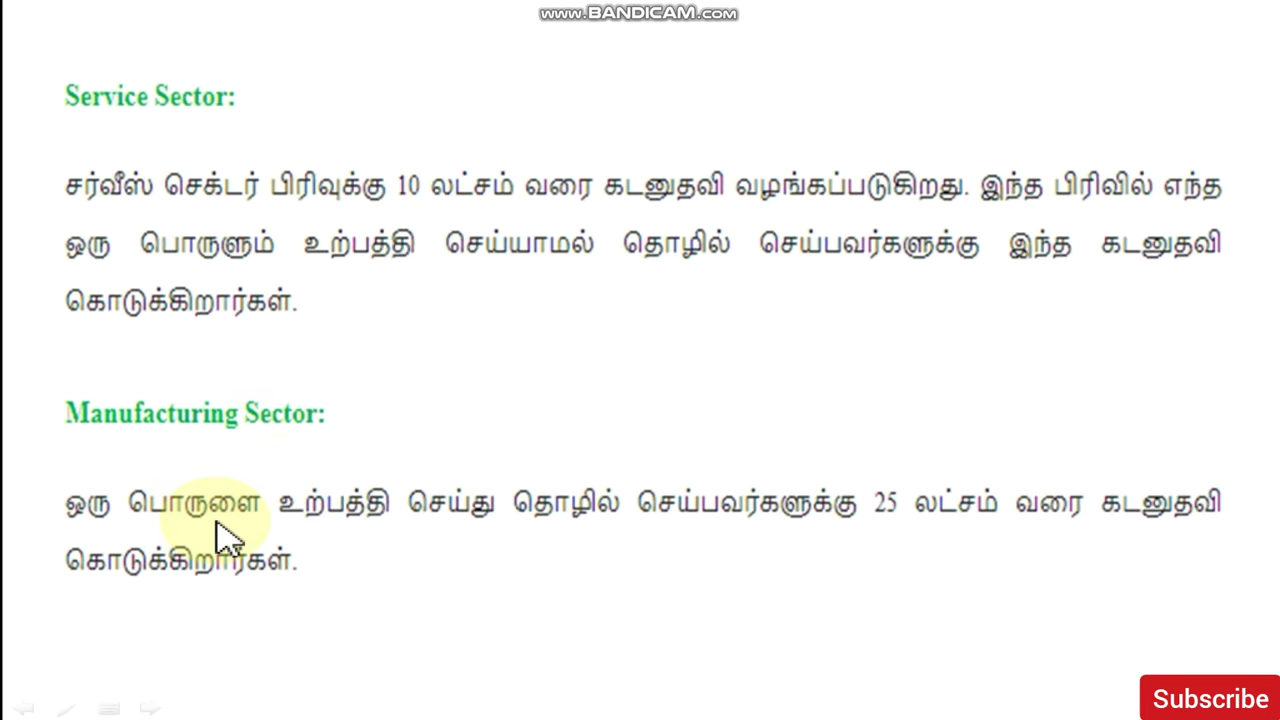 www.BANDICAM.com
Service Sector:
சர்வீஸ் செக்டர் பிரிவுக்கு 10 லட்சம் வரை கடனுதவி வழங்கப்படுகிறது. இந்த பிரிவில் எந்த
ஒரு பொருளும் உற்பத்தி செய்யாமல் தொழில் செய்பவர்களுக்கு இந்த கடனுதவி
கொடுக்கிறார்கள்.
Manufacturing Sector:
ஒரு பொருளை உற்பத்தி செய்து தொழில் செய்பவர்களுக்கு 25 லட்சம் வரை கடனுதவி
கொடுக்கிறார்கள்.
Subscribe